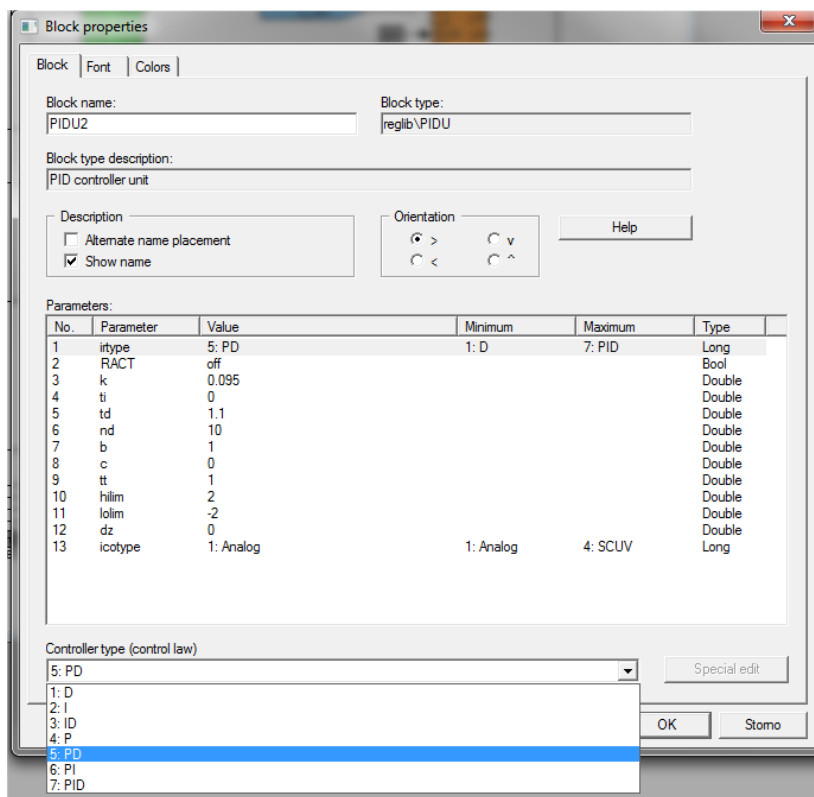 Block properties
Block Font Colors
Block name: Block type:
PIDU2 reglib\PIDU
Block type description:
PID controller unit
Description Orientation
Alternate name placement > v Help
Show name < ^
Parameters:
No. Parameter Value Minimum Maximum Type
1 irtype 5: PD 1: D 7: PID Long
2 RACT off Bool
3 k 0.095 Double
4 ti 0 Double
5 td 1.1 Double
6 nd 10 Double
7 b 1 Double
8 c 0 Double
9 tt 1 Double
10 hilim 2 Double
11 lolim -2 Double
12 dz 0 Double
13 icotype 1: Analog 1: Analog 4: SCUV Long
Controller type (control law)
5: PD Special edit
1: D
2: I
3: ID OK Storno
4: P
5: PD
6: PI
7: PID